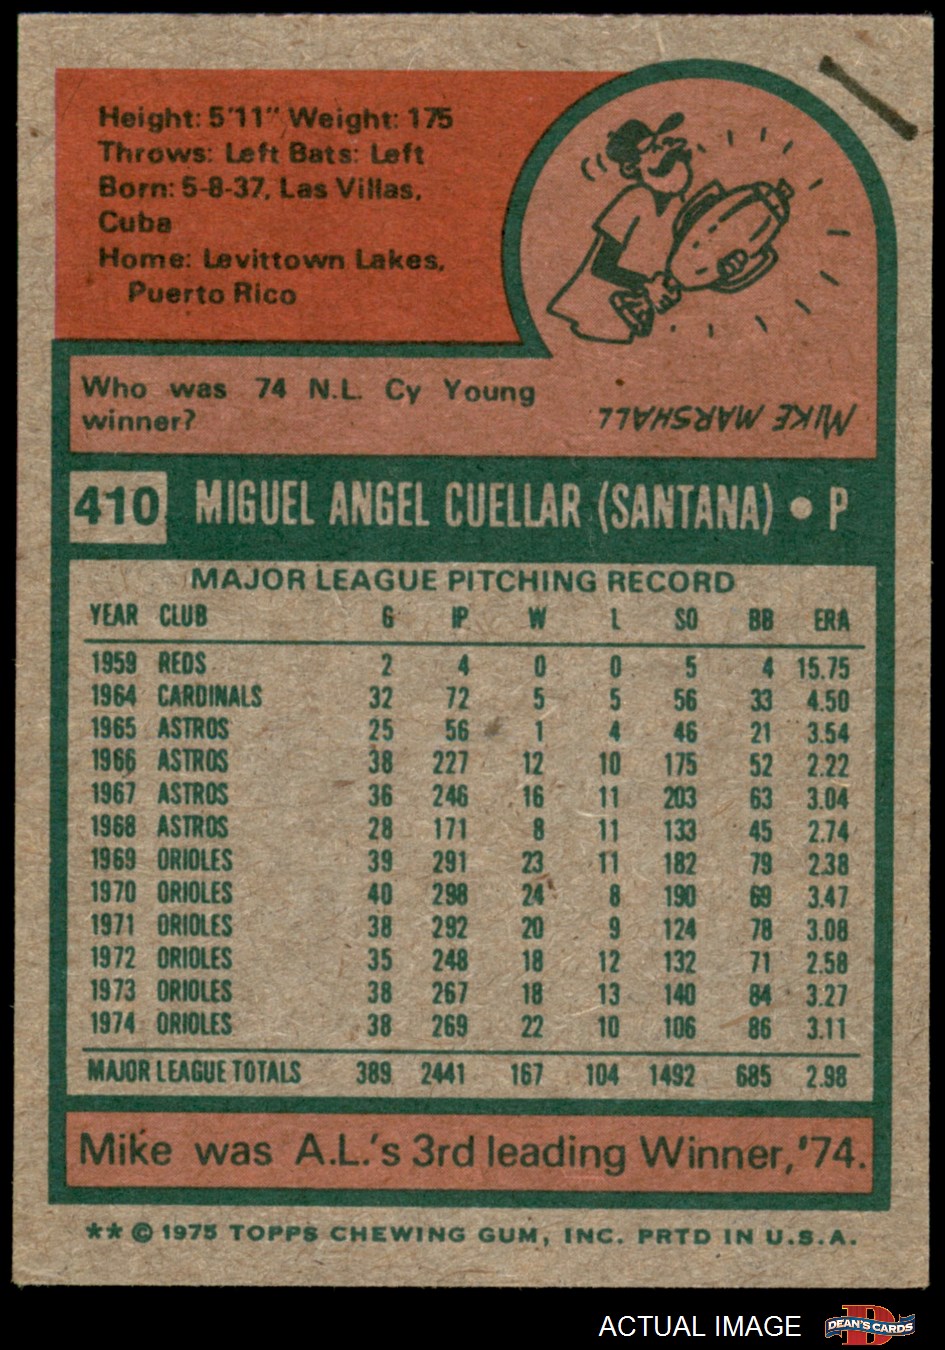 Height: 5'11" Weight: 175
Throws: Left Bats: Left
Born: 5-8-37, Las Villas,
Cuba
Home: Levittown Lakes,
Puerto Rico
Who was 74 N.L. Cy Young
winner?
MIKE MARSHALL
410 MIGUEL ANGEL CUELLAR (SANTANA) • P
MAJOR LEAGUE PITCHING RECORD
YEAR CLUB G IP W L SO BB ERA
1959 REDS 2 4 0 0 5 4 15.75
1964 CARDINALS 32 72 5 5 56 33 4.50
1965 ASTROS 25 56 1 4 46 21 3.54
1966 ASTROS 38 227 12 10 175 52 2.22
1967 ASTROS 36 246 16 11 203 63 3.04
1968 ASTROS 28 171 8 11 133 45 2.74
1969 ORIOLES 39 291 23 11 182 79 2.38
1970 ORIOLES 40 298 24 8 190 69 3.47
1971 ORIOLES 38 292 20 9 124 78 3.08
1972 ORIOLES 35 248 18 12 132 71 2.58
1973 ORIOLES 38 267 18 13 140 84 3.27
1974 ORIOLES 38 269 22 10 106 86 3.11
MAJOR LEAGUE TOTALS 389 2441 167 104 1492 685 2.98
Mike was A.L.'s 3rd leading Winner, '74.
** © 1975 TOPPS CHEWING GUM, INC. PRTD IN U.S.A.
ACTUAL IMAGE DEAN'S CARDS